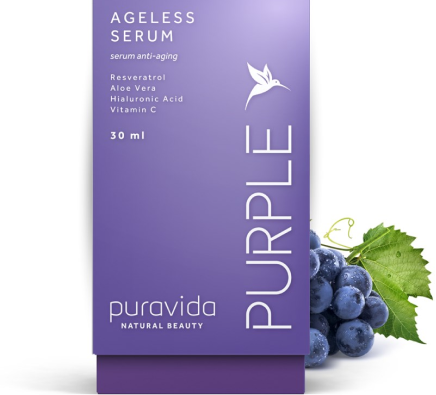 AGELESS
SERUM
serum anti-aging
Resveratrol
Aloe Vera
Hialuronic Acid
Vitamin C
30 ml
PURPLE
puravida
NATURAL BEAUTY